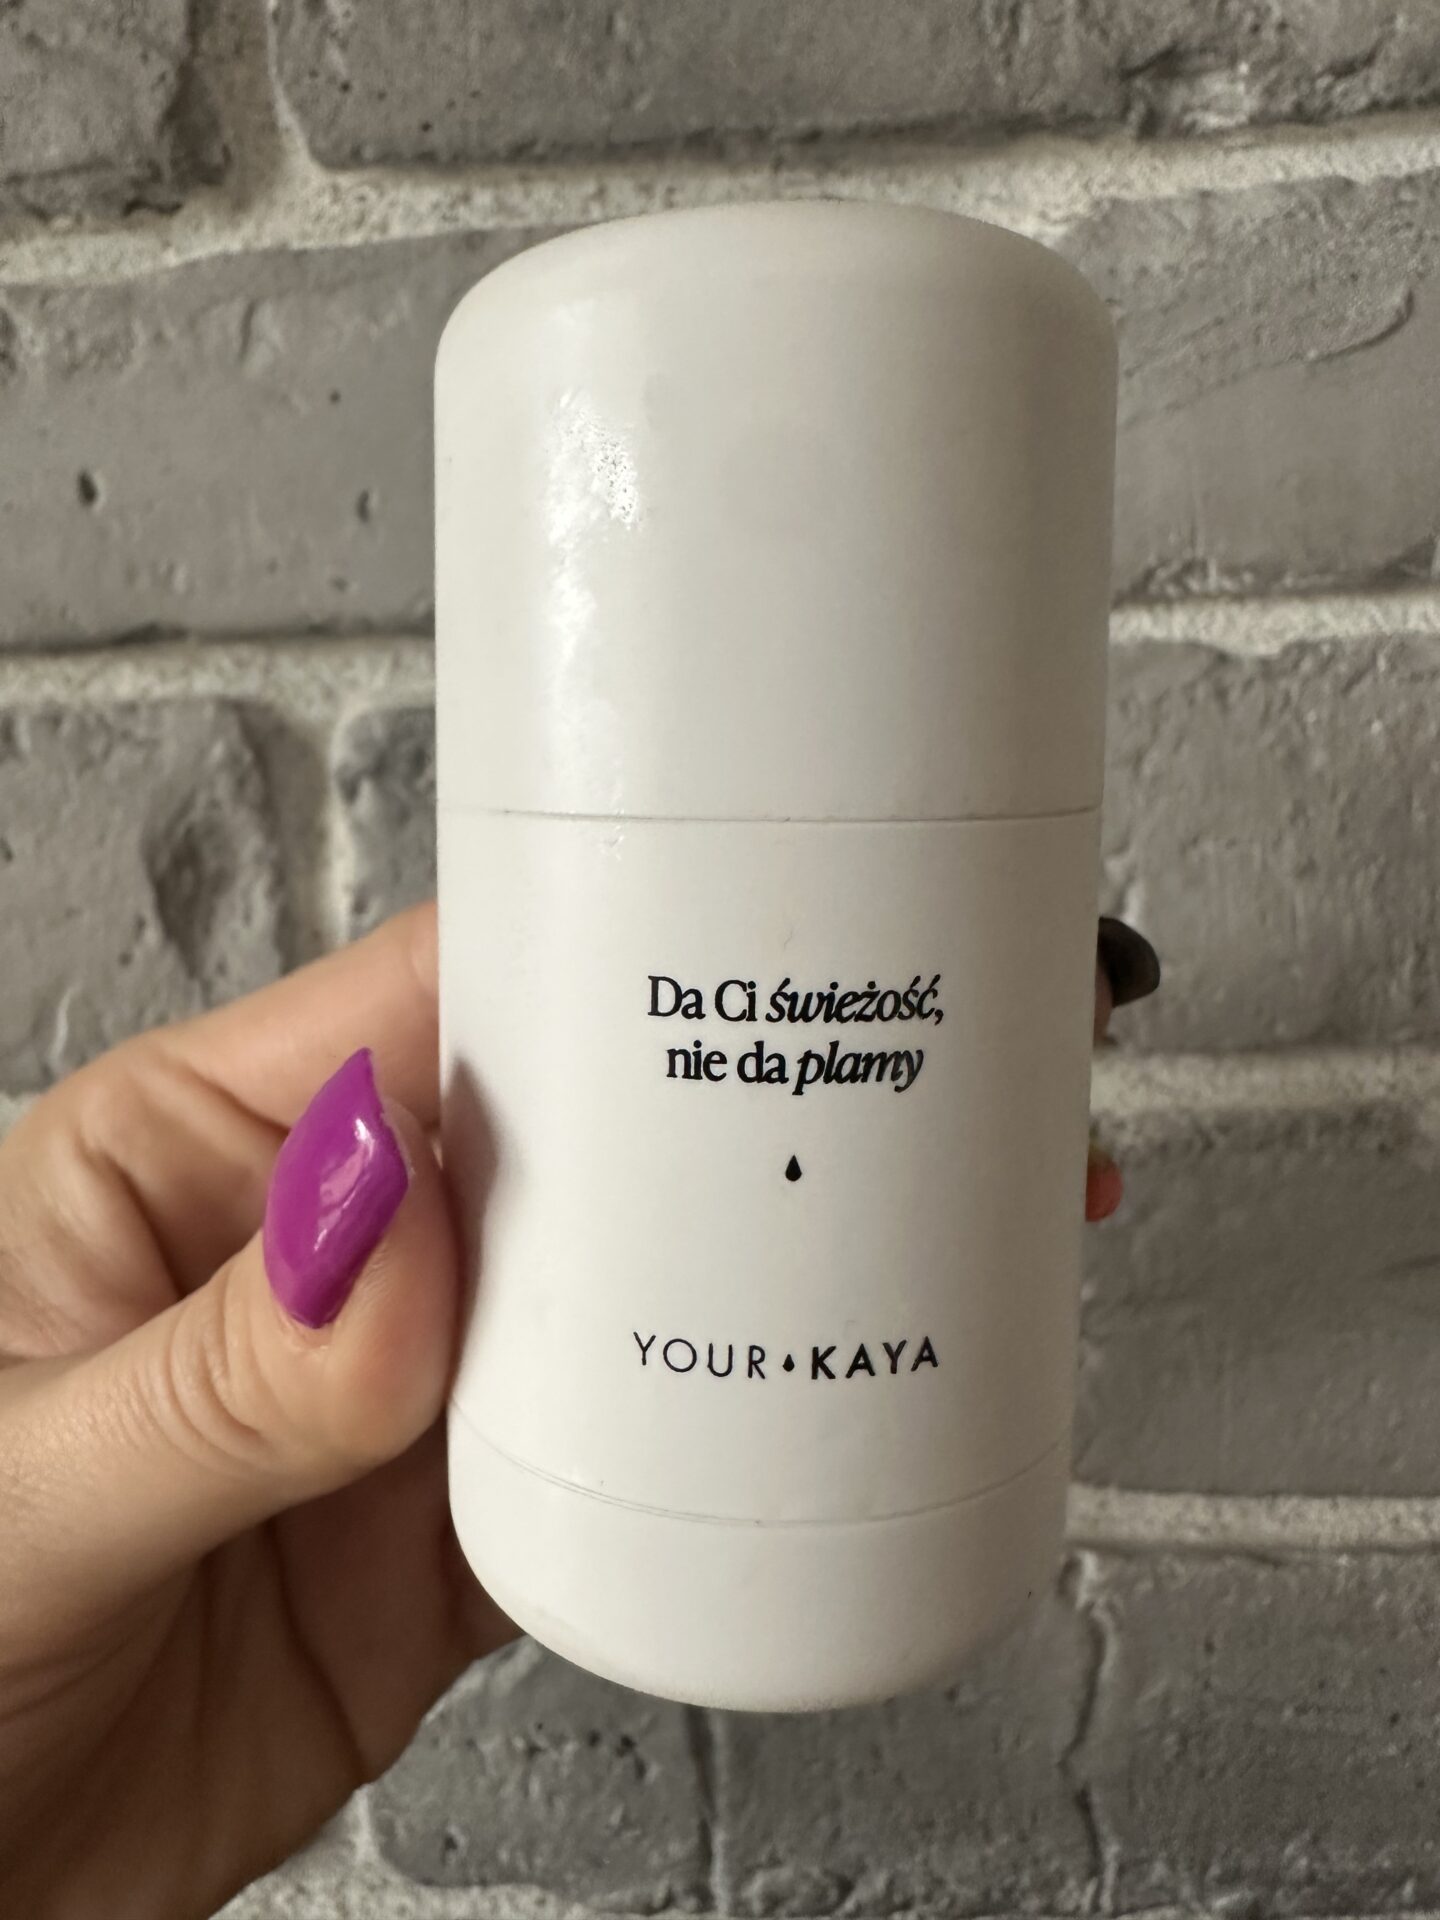 Da Ci świeżość,
nie da plamy
YOUR KAYA